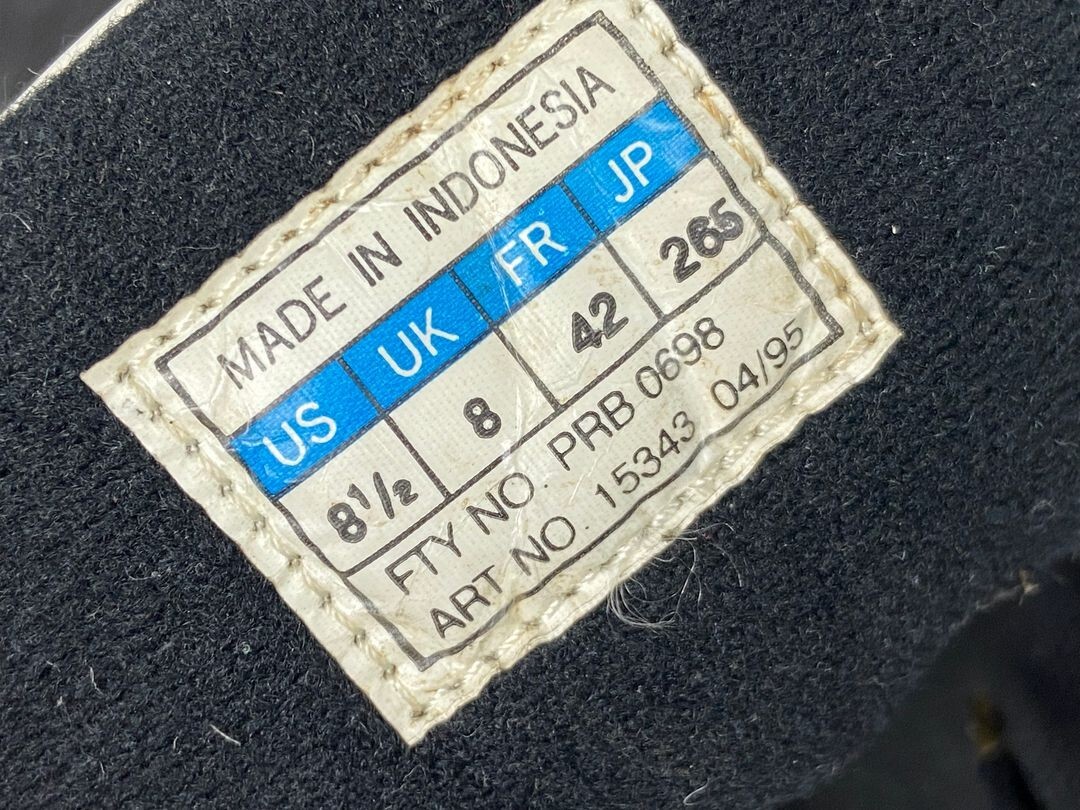 MADE IN INDONESIA
US UK FR JP
8½ 8 42 265
FTY NO. PRB 0698
ART NO. 15343 04/95